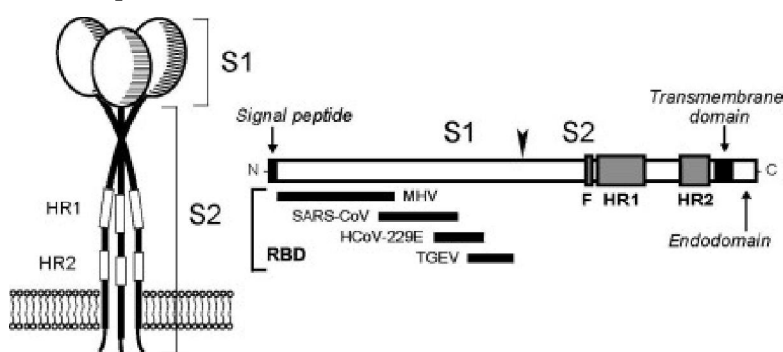 S1
S2
HR1
HR2
Signal peptide
S1
S2
Transmembrane
domain
N
C
MHV
SARS-CoV
HCoV-229E
TGEV
RBD
F
HR1
HR2
Endodomain